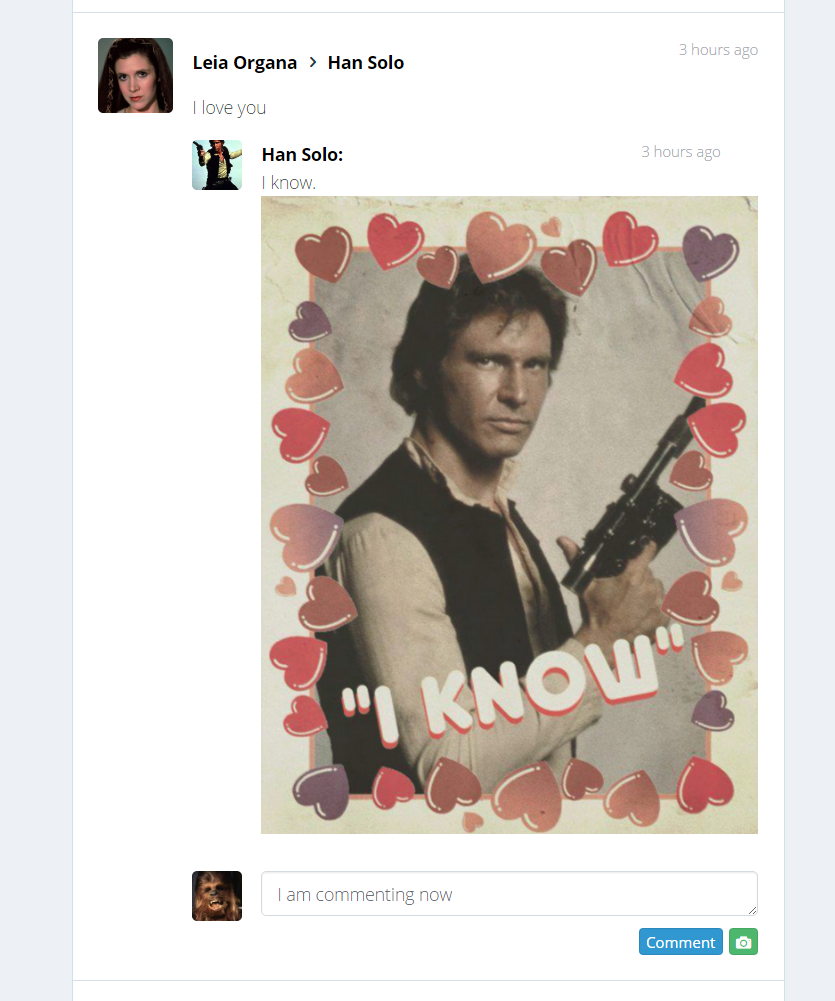 Leia Organa > Han Solo
3 hours ago
I love you
Han Solo:
3 hours ago
I know.
"I KNOW"
I am commenting now
Comment